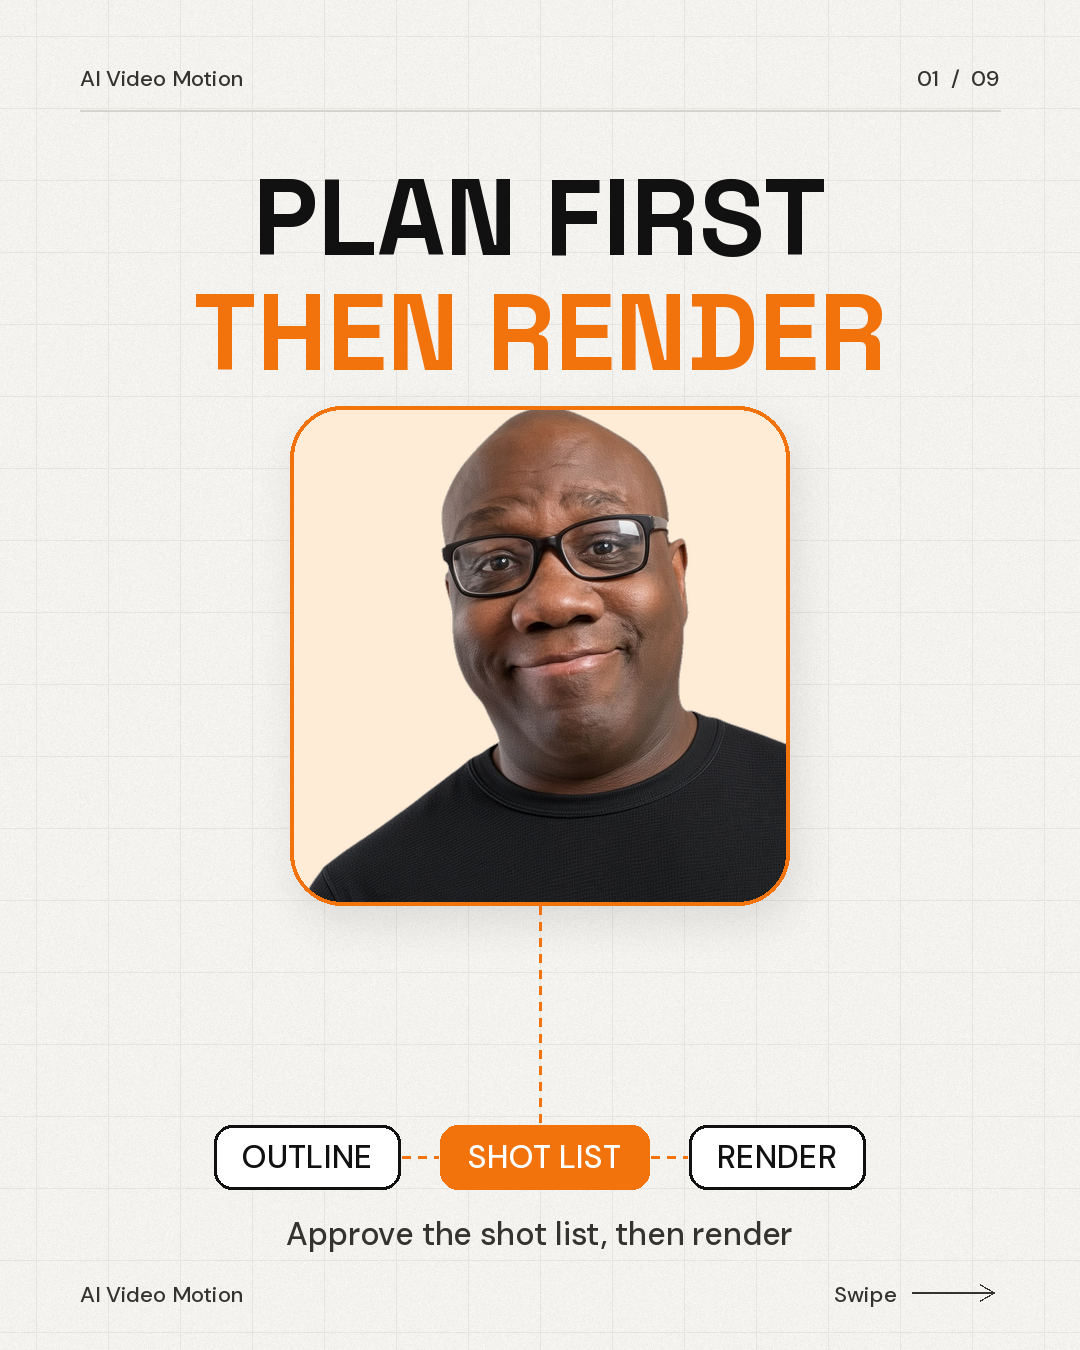 AI Video Motion
01 / 09
PLAN FIRST
THEN RENDER
OUTLINE
SHOT LIST
RENDER
Approve the shot list, then render
AI Video Motion
Swipe